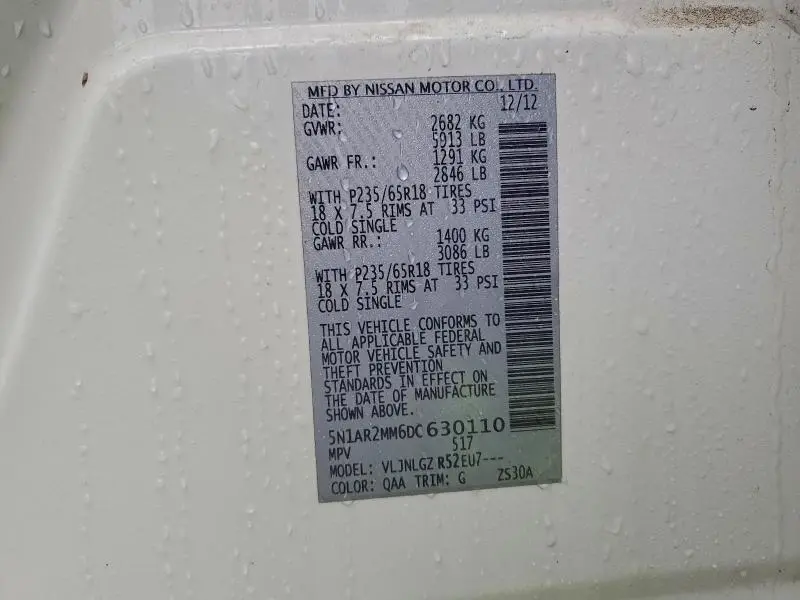 MFD BY NISSAN MOTOR CO., LTD.
DATE: 12/12
GVWR: 2682 KG
5913 LB
GAWR FR.: 1291 KG
2846 LB
WITH P235/65R18 TIRES
18 X 7.5 RIMS AT 33 PSI
COLD SINGLE
GAWR RR.: 1400 KG
3086 LB
WITH P235/65R18 TIRES
18 X 7.5 RIMS AT 33 PSI
COLD SINGLE
THIS VEHICLE CONFORMS TO
ALL APPLICABLE FEDERAL
MOTOR VEHICLE SAFETY AND
THEFT PREVENTION
STANDARDS IN EFFECT ON
THE DATE OF MANUFACTURE
SHOWN ABOVE.
5N1AR2MM6DC630110
MPV 517
MODEL: VLJNLGZ R52EU7---
COLOR: QAA TRIM: G ZS30A